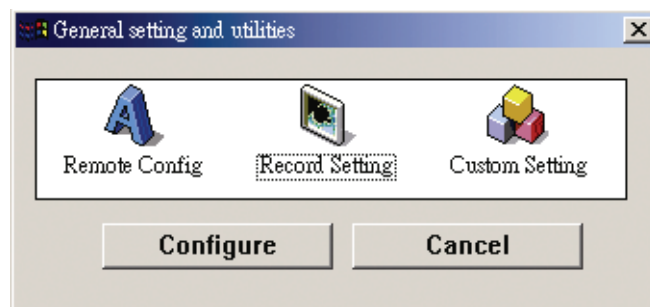 General setting and utilities
Remote Config Record Setting Custom Setting
Configure Cancel